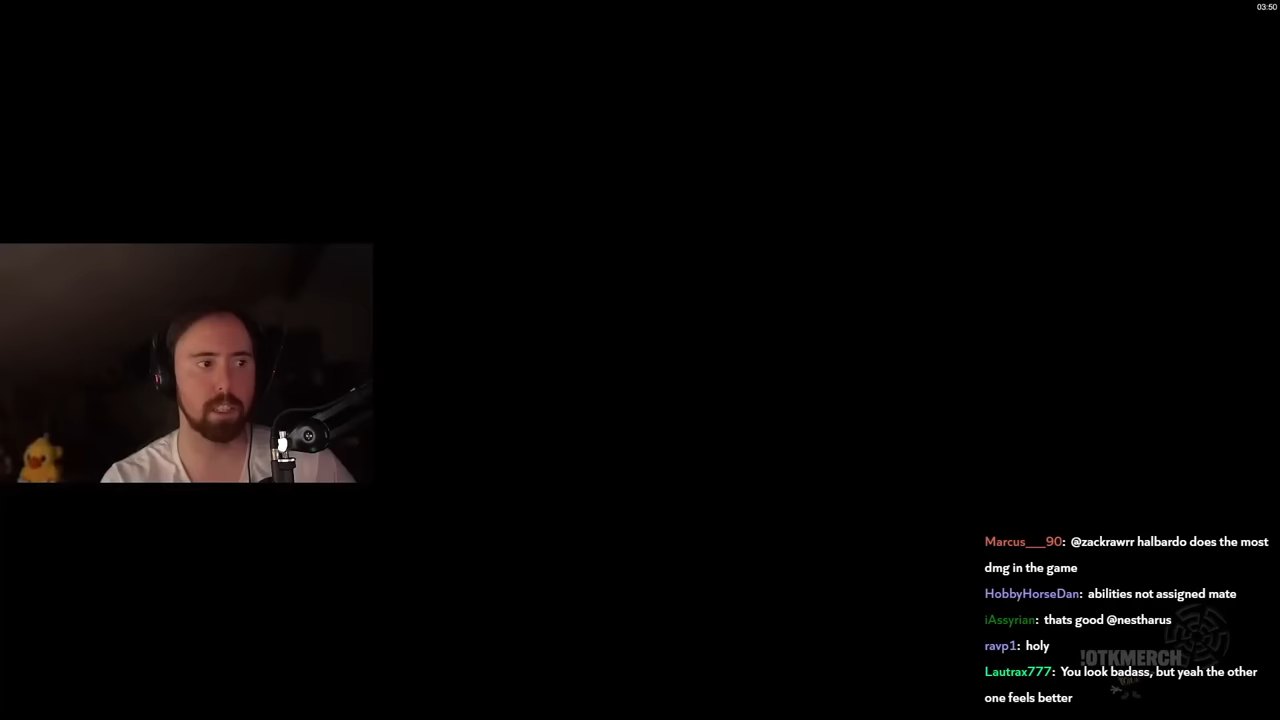 03:50
Marcus__90: @zackrawrr halbardo does the most
dmg in the game
HobbyHorseDan: abilities not assigned mate
iAssyrian: thats good @nestharus
ravp1: holy
!OTKMERCH
Lautrax777: You look badass, but yeah the other
one feels better